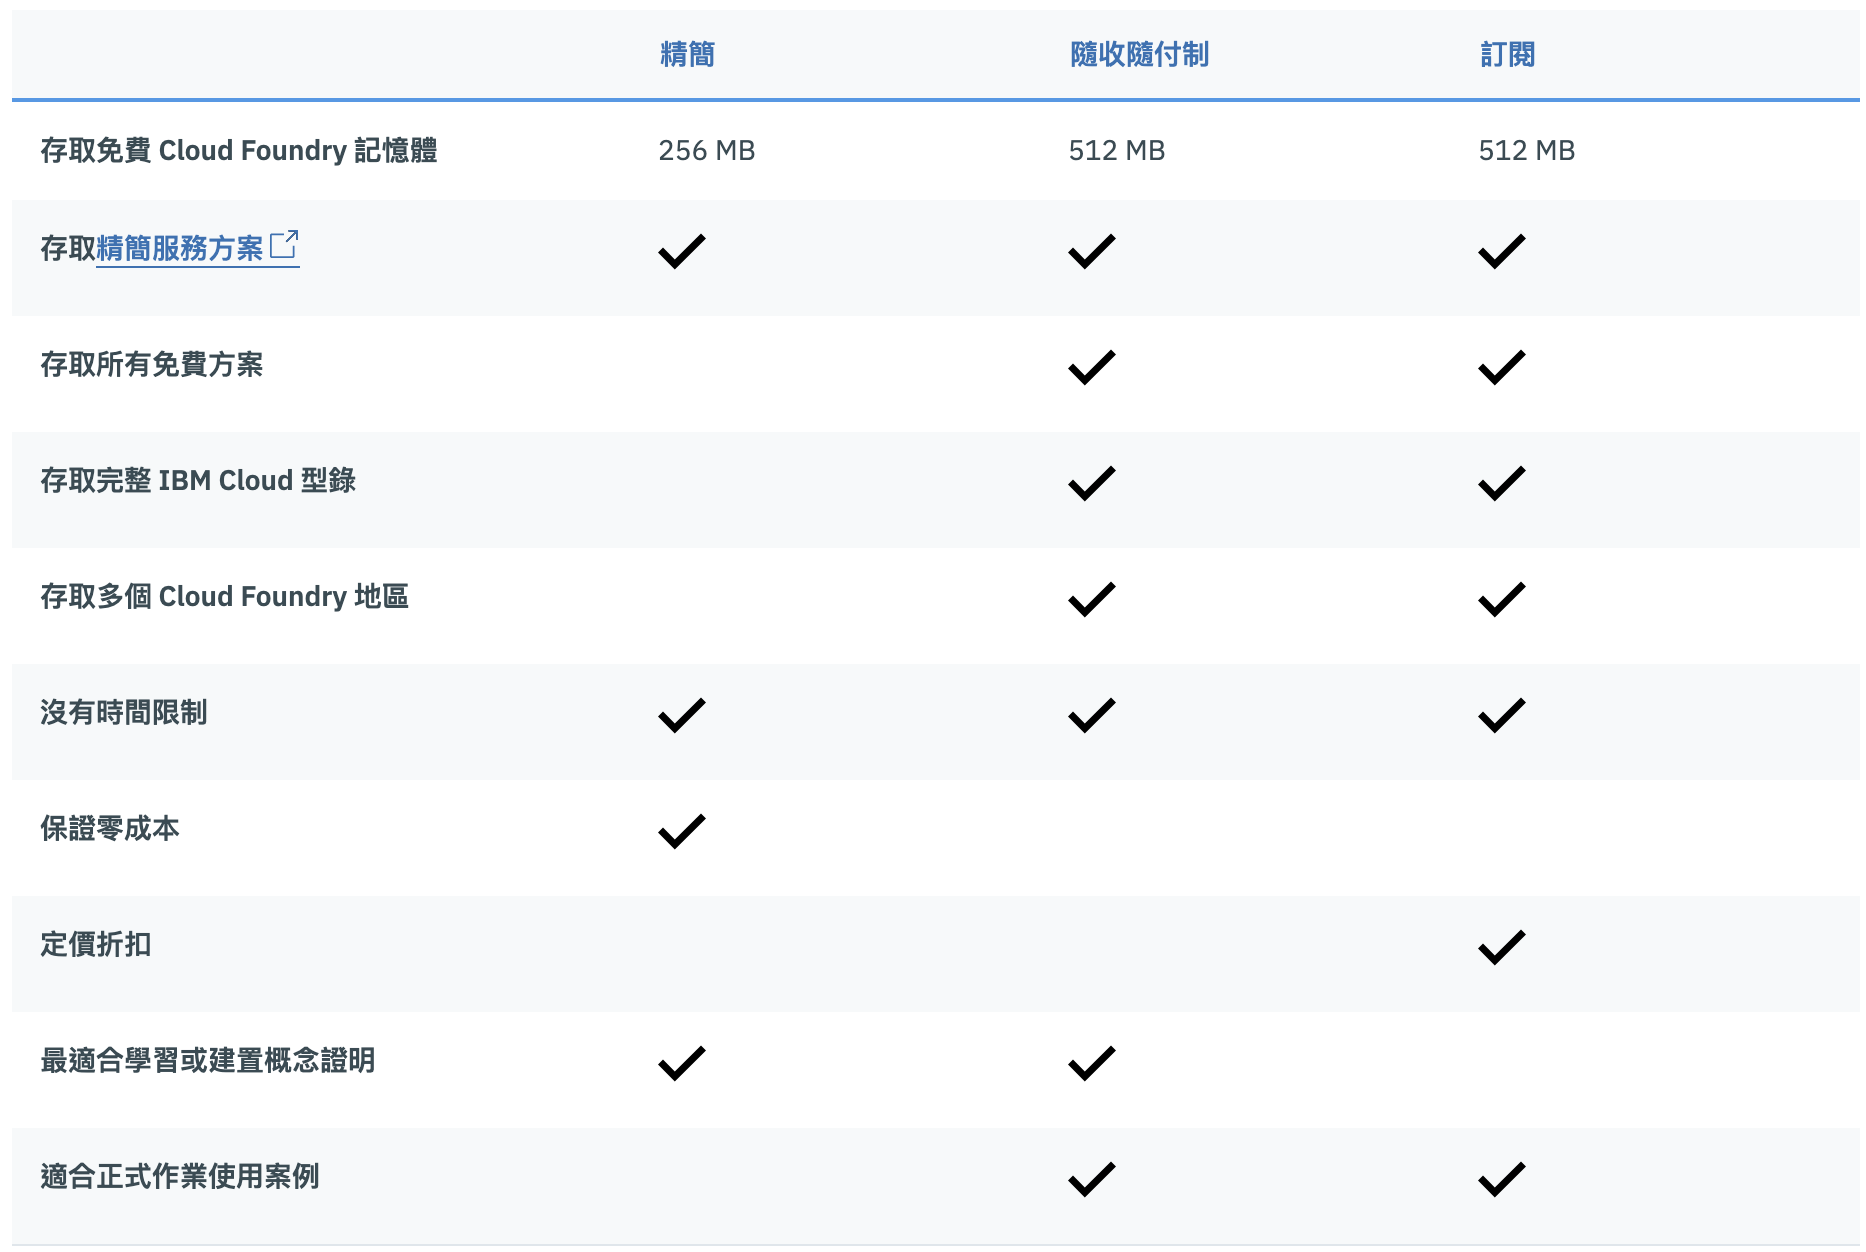 精簡 隨收隨付制 訂閱
存取免費 Cloud Foundry 記憶體 256 MB 512 MB 512 MB
存取精簡服務方案
存取所有免費方案
存取完整 IBM Cloud 型錄
存取多個 Cloud Foundry 地區
沒有時間限制
保證零成本
定價折扣
最適合學習或建置概念證明
適合正式作業使用案例